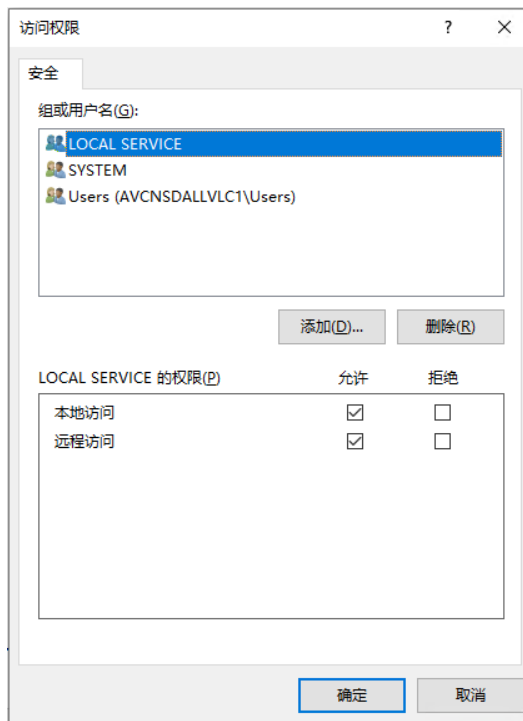 访问权限
?
安全
组或用户名(G):
LOCAL SERVICE
SYSTEM
Users (AVCNSDALLVLC1\Users)
添加(D)... 删除(R)
LOCAL SERVICE 的权限(P) 允许 拒绝
本地访问
远程访问
确定 取消